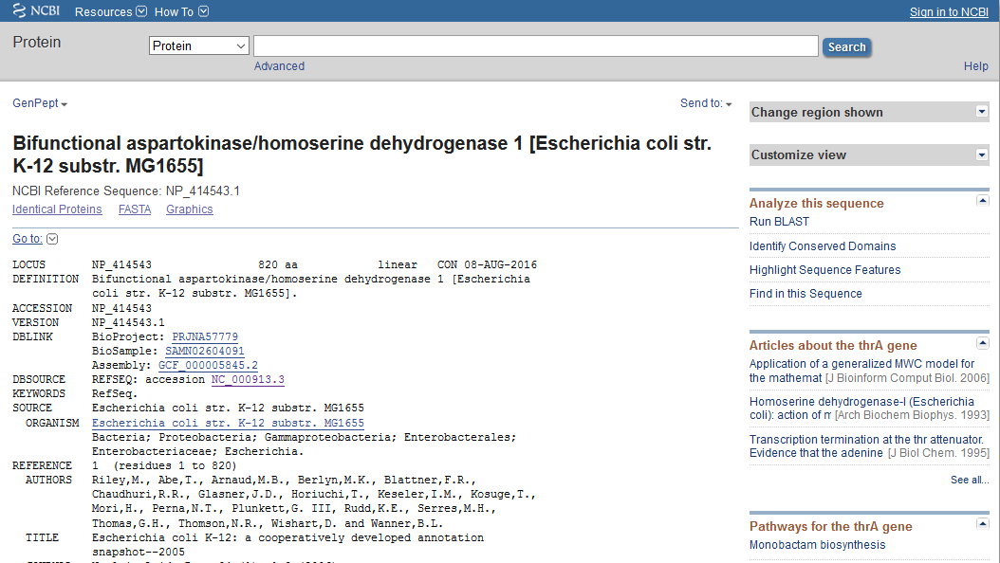 NCBI Resources How To Sign in to NCBI
Protein Protein Search
Advanced Help
GenPept Send to:
Bifunctional aspartokinase/homoserine dehydrogenase 1 [Escherichia coli str.
K-12 substr. MG1655]
NCBI Reference Sequence: NP_414543.1
Identical Proteins FASTA Graphics
Go to:
LOCUS NP_414543 820 aa linear CON 08-AUG-2016
DEFINITION Bifunctional aspartokinase/homoserine dehydrogenase 1 [Escherichia
coli str. K-12 substr. MG1655].
ACCESSION NP_414543
VERSION NP_414543.1
DBLINK BioProject: PRJNA57779
BioSample: SAMN02604091
Assembly: GCF_000005845.2
DBSOURCE REFSEQ: accession NC_000913.3
KEYWORDS RefSeq.
SOURCE Escherichia coli str. K-12 substr. MG1655
ORGANISM Escherichia coli str. K-12 substr. MG1655
Bacteria; Proteobacteria; Gammaproteobacteria; Enterobacterales;
Enterobacteriaceae; Escherichia.
REFERENCE 1 (residues 1 to 820)
AUTHORS Riley,M., Abe,T., Arnaud,M.B., Berlyn,M.K., Blattner,F.R.,
Chaudhuri,R.R., Glasner,J.D., Horiuchi,T., Keseler,I.M., Kosuge,T.,
Mori,H., Perna,N.T., Plunkett,G. III, Rudd,K.E., Serres,M.H.,
Thomas,G.H., Thomson,N.R., Wishart,D. and Wanner,B.L.
TITLE Escherichia coli K-12: a cooperatively developed annotation
snapshot--2005
Change region shown
Customize view
Analyze this sequence
Run BLAST
Identify Conserved Domains
Highlight Sequence Features
Find in this Sequence
Articles about the thrA gene
Application of a generalized MWC model for
the mathemat [J Bioinform Comput Biol. 2006]
Homoserine dehydrogenase-I (Escherichia
coli): action of m [Arch Biochem Biophys. 1993]
Transcription termination at the thr attenuator.
Evidence that the adenine [J Biol Chem. 1995]
See all...
Pathways for the thrA gene
Monobactam biosynthesis